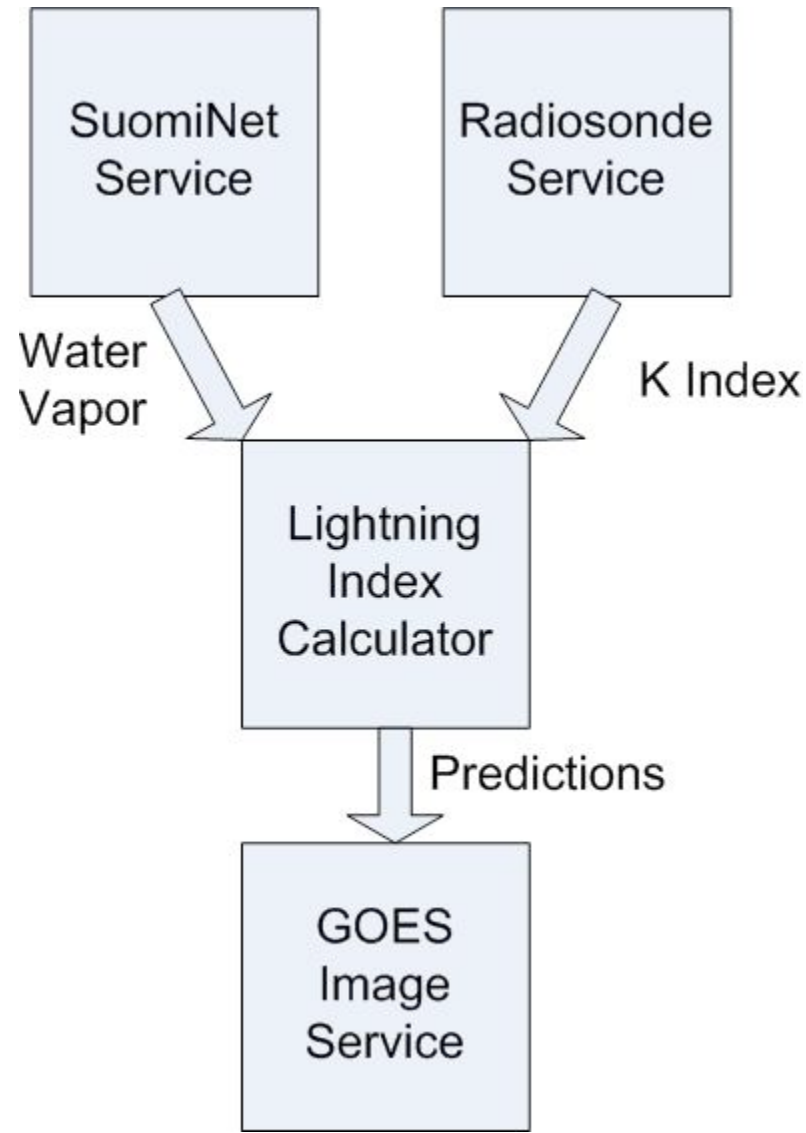 SuomiNet
Service
Radiosonde
Service
Water
Vapor
K Index
Lightning
Index
Calculator
Predictions
GOES
Image
Service